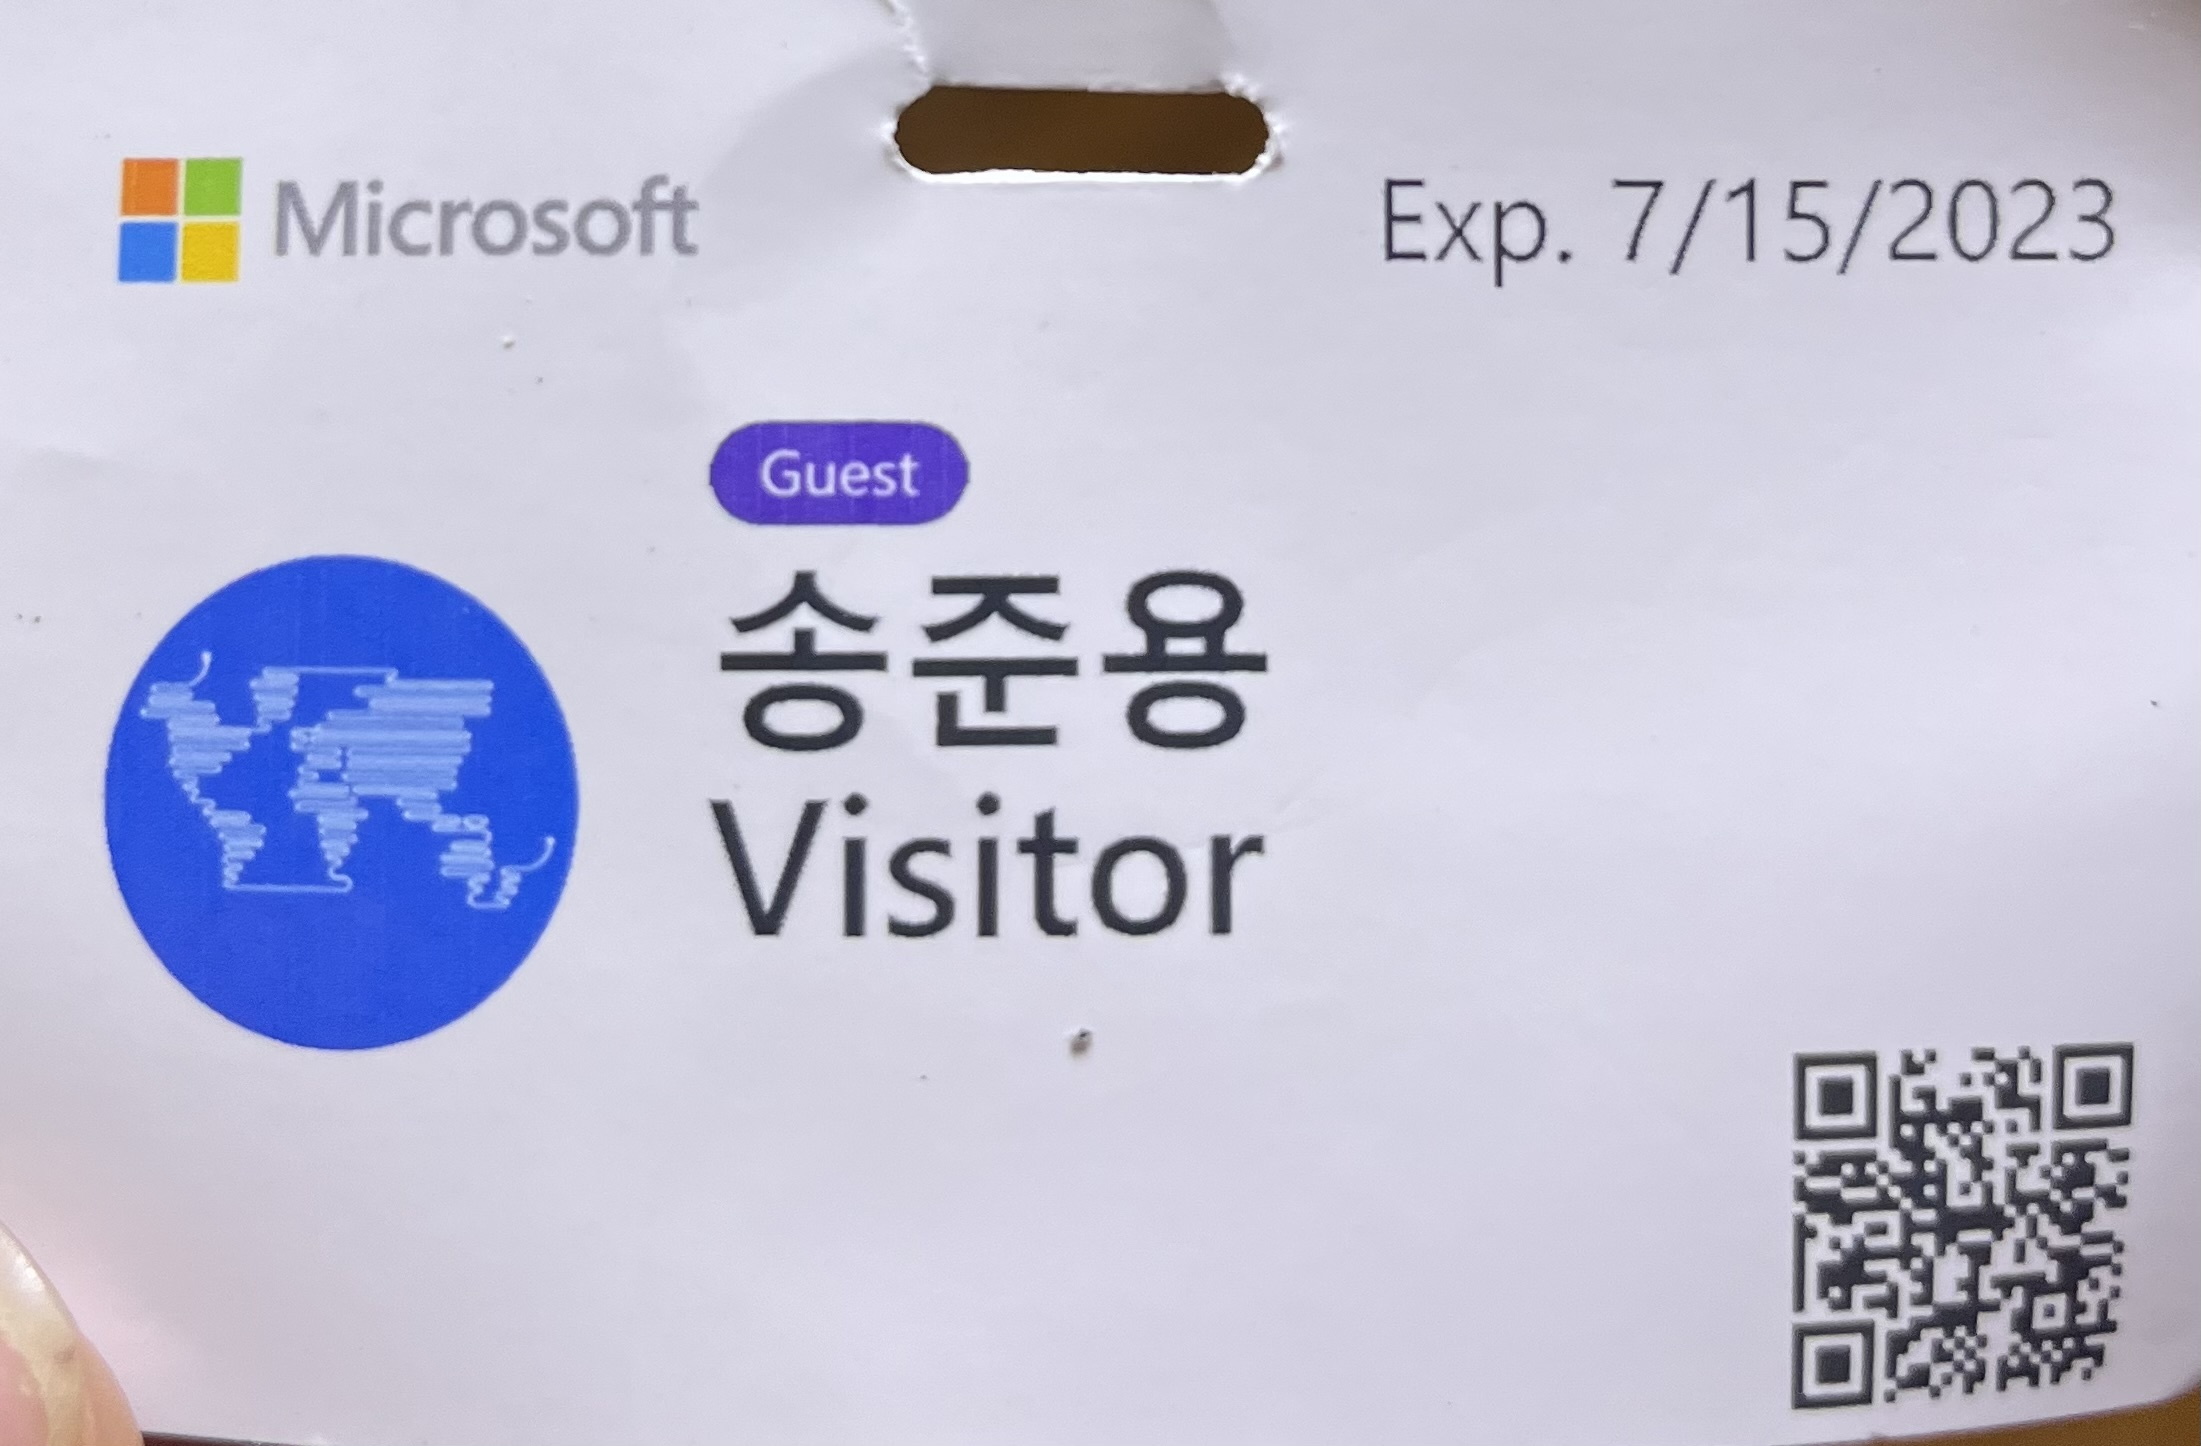 Microsoft
Exp. 7/15/2023
Guest
송준용
Visitor